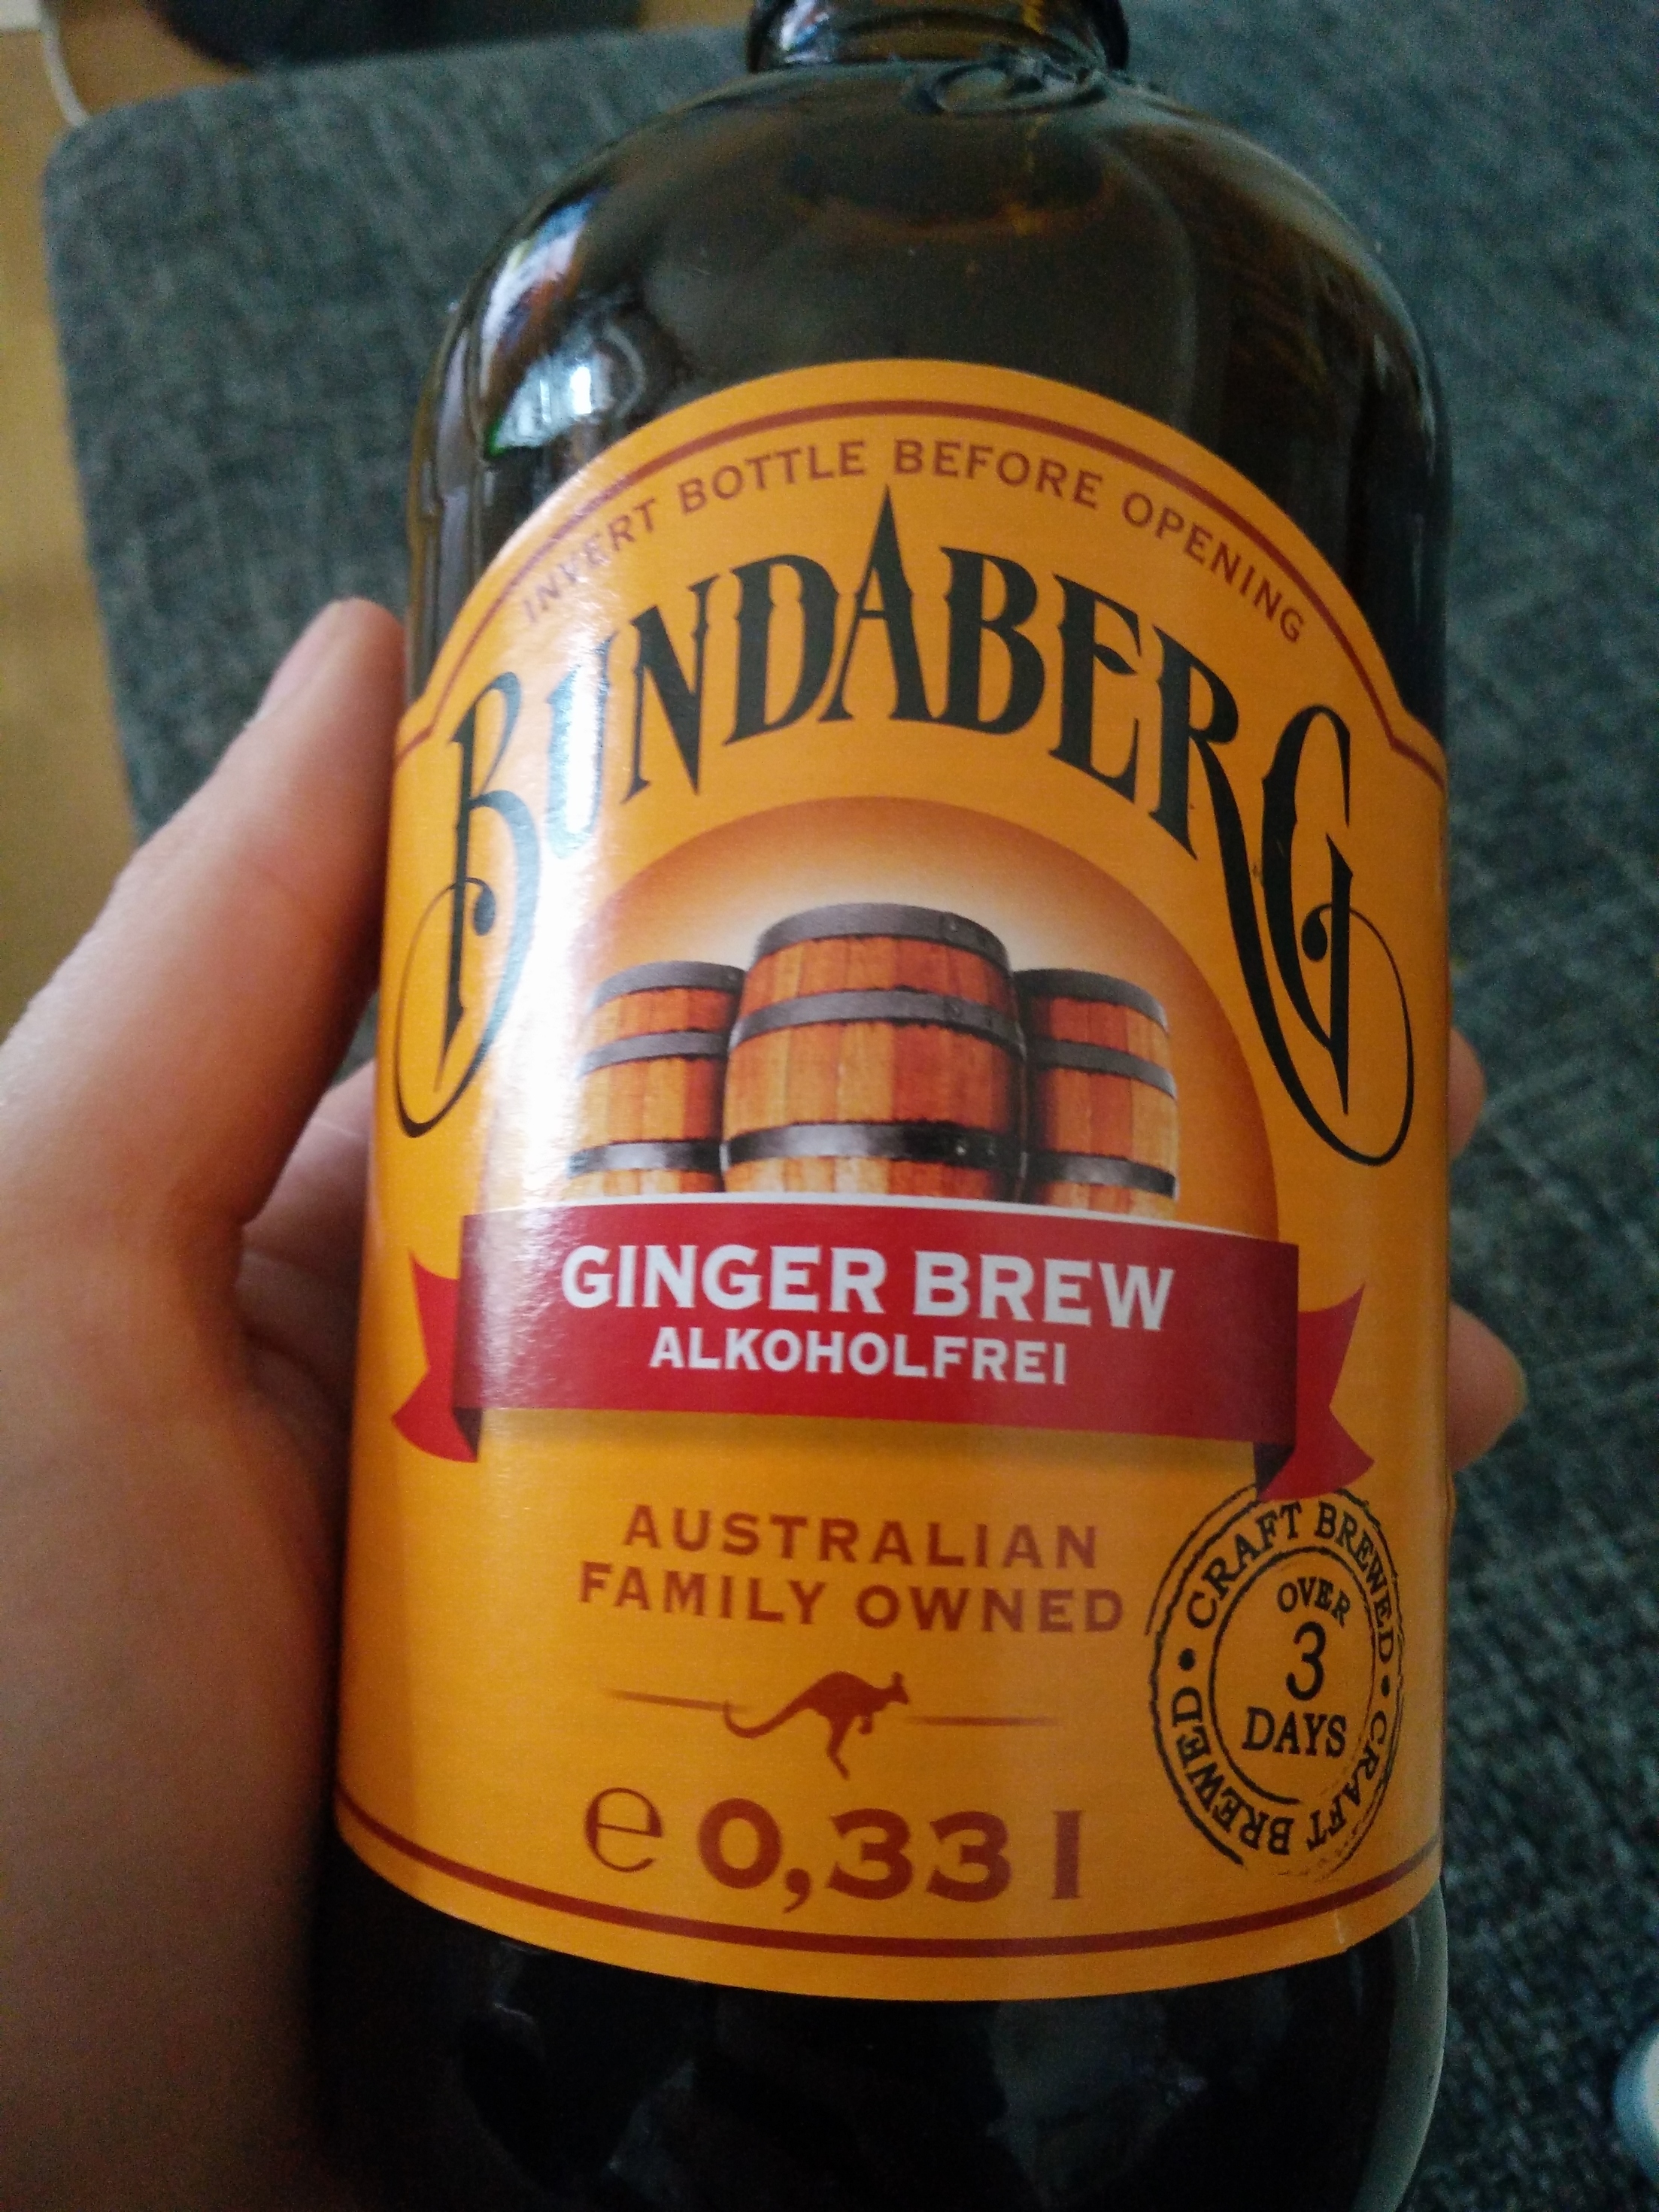 INVERT BOTTLE BEFORE OPENING
BUNDABERG
GINGER BREW
ALKOHOLFREI
AUSTRALIAN
FAMILY OWNED
CRAFT BREWED • CRAFT BREWED •
OVER
3
DAYS
℮ 0,33 l